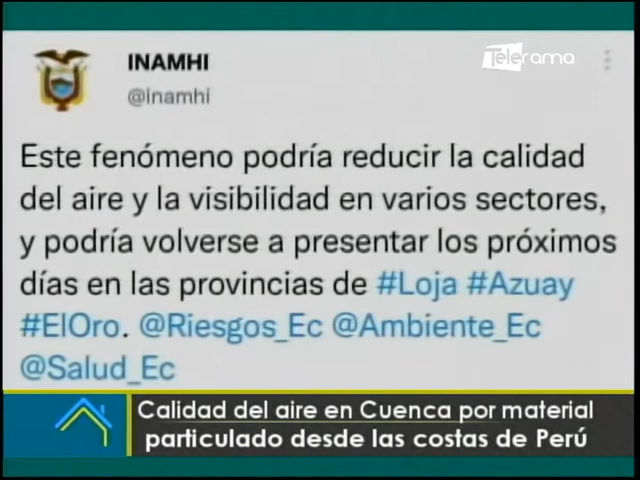 INAMHI
Telerama
@inamhi
Este fenómeno podría reducir la calidad
del aire y la visibilidad en varios sectores,
y podría volverse a presentar los próximos
días en las provincias de #Loja #Azuay
#ElOro. @Riesgos_Ec @Ambiente_Ec
@Salud_Ec
Calidad del aire en Cuenca por material
particulado desde las costas de Perú